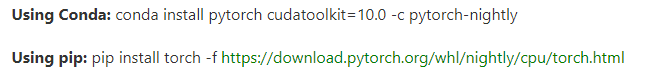 Using Conda: conda install pytorch cudatoolkit=10.0 -c pytorch-nightly
Using pip: pip install torch -f https://download.pytorch.org/whl/nightly/cpu/torch.html